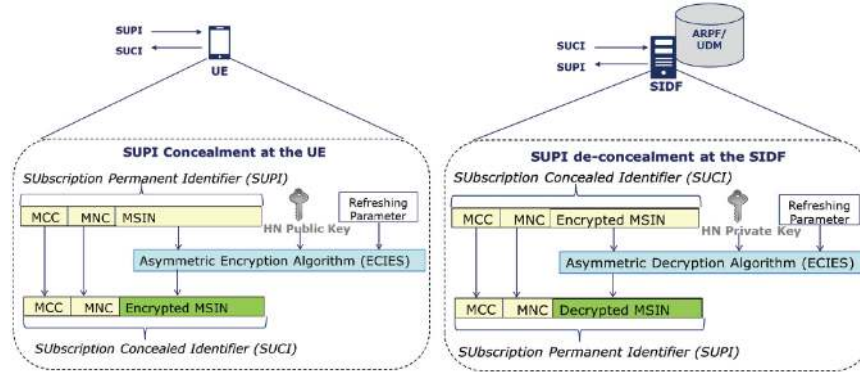 SUPI
SUCI
UE
SUPI Concealment at the UE
SUbscription Permanent Identifier (SUPI)
MCC MNC MSIN
HN Public Key
Refreshing
Parameter
Asymmetric Encryption Algorithm (ECIES)
MCC MNC Encrypted MSIN
SUbscription Concealed Identifier (SUCI)
ARPF/
UDM
SUCI
SUPI
SIDF
SUPI de-concealment at the SIDF
SUbscription Concealed Identifier (SUCI)
MCC MNC Encrypted MSIN
HN Private Key
Refreshing
Parameter
Asymmetric Decryption Algorithm (ECIES)
MCC MNC Decrypted MSIN
SUbscription Permanent Identifier (SUPI)